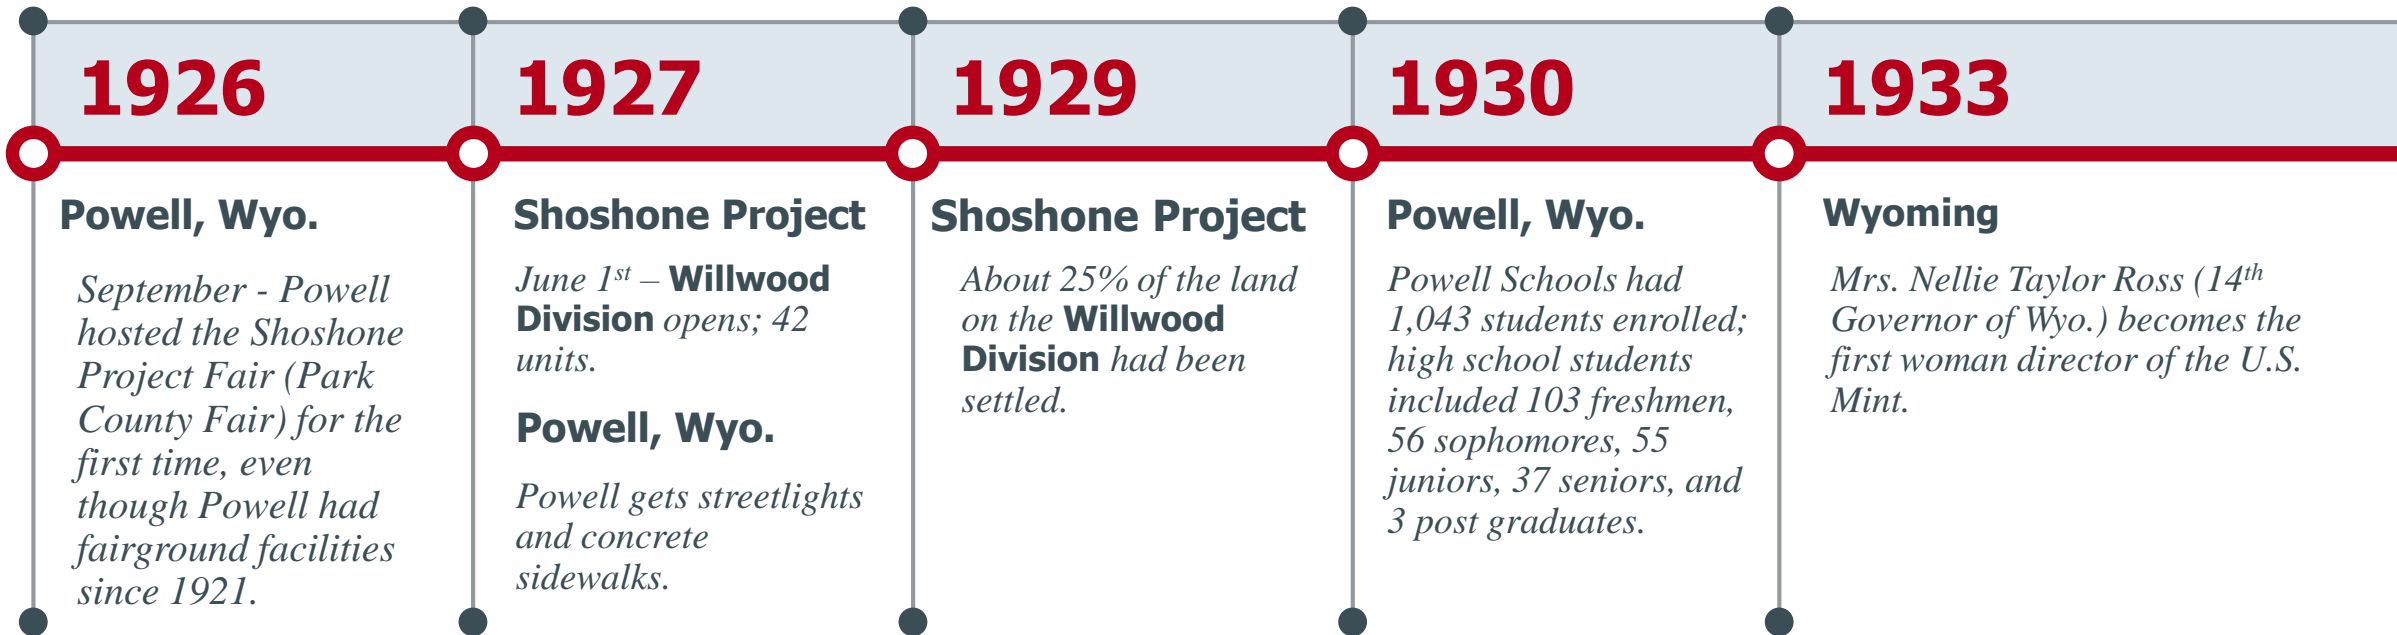 1926
Powell, Wyo.
September - Powell
hosted the Shoshone
Project Fair (Park
County Fair) for the
first time, even
though Powell had
fairground facilities
since 1921.
1927
Shoshone Project
June 1st – Willwood
Division opens; 42
units.
Powell, Wyo.
Powell gets streetlights
and concrete
sidewalks.
1929
Shoshone Project
About 25% of the land
on the Willwood
Division had been
settled.
1930
Powell, Wyo.
Powell Schools had
1,043 students enrolled;
high school students
included 103 freshmen,
56 sophomores, 55
juniors, 37 seniors, and
3 post graduates.
1933
Wyoming
Mrs. Nellie Taylor Ross (14th
Governor of Wyo.) becomes the
first woman director of the U.S.
Mint.